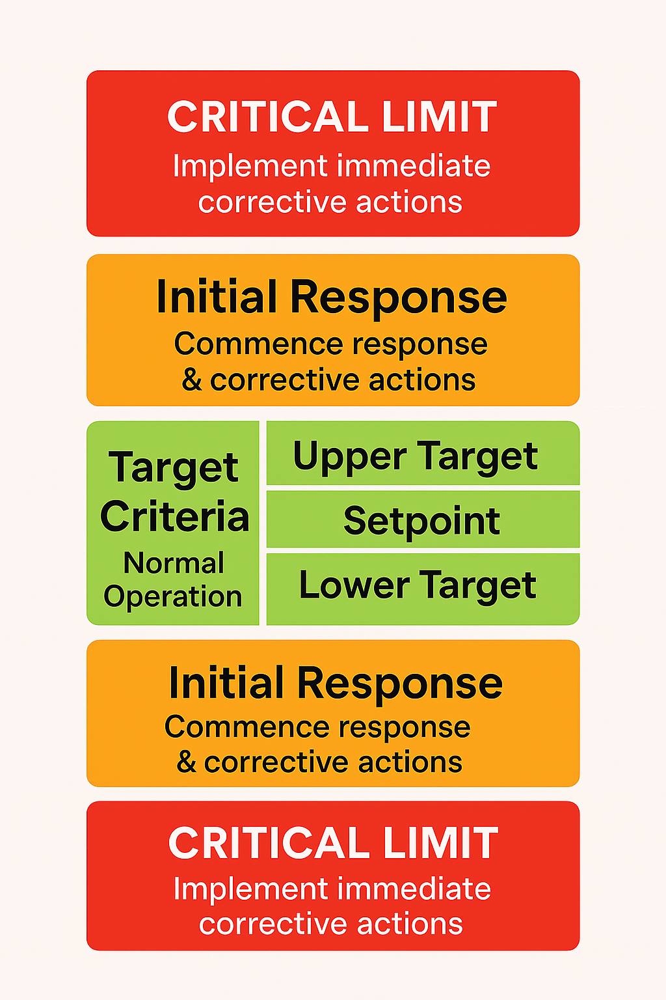 CRITICAL LIMIT
Implement immediate
corrective actions
Initial Response
Commence response
& corrective actions
Target
Criteria
Normal
Operation
Upper Target
Setpoint
Lower Target
Initial Response
Commence response
& corrective actions
CRITICAL LIMIT
Implement immediate
corrective actions